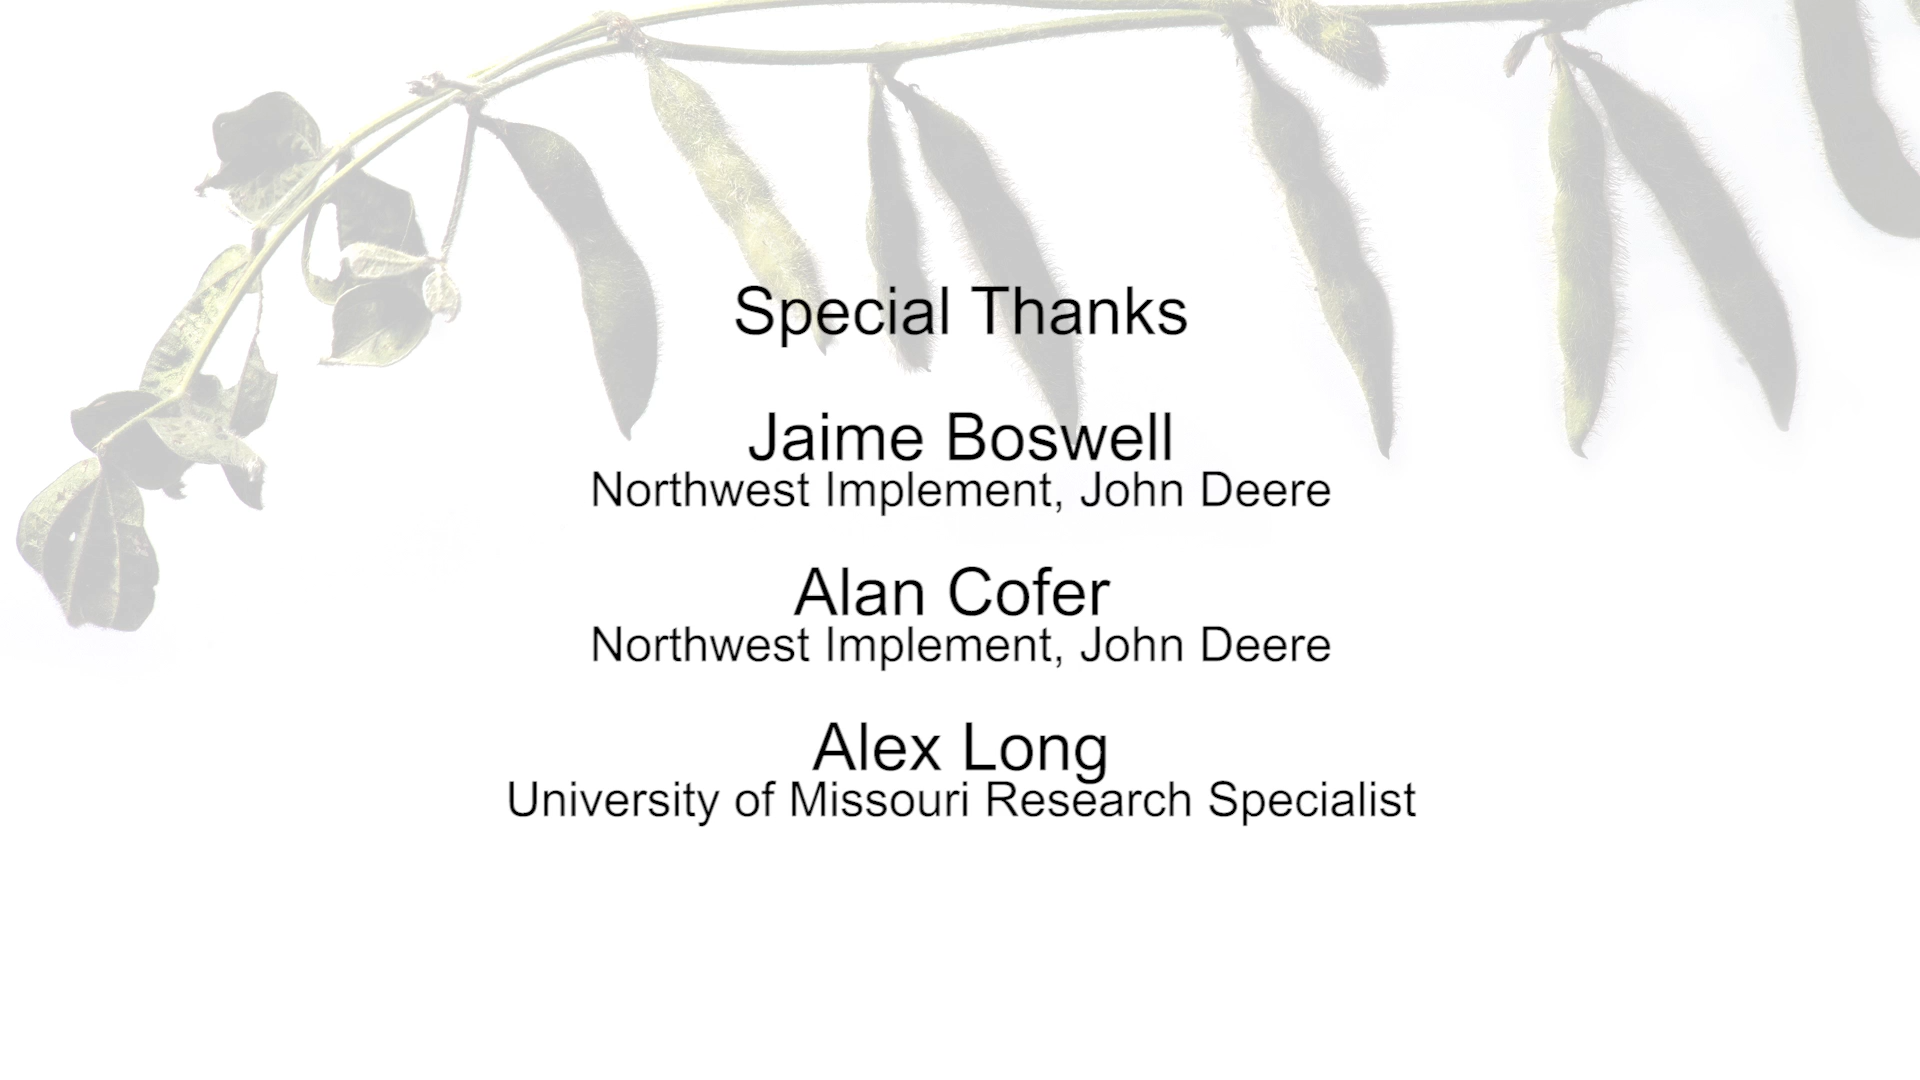 Special Thanks
Jaime Boswell
Northwest Implement, John Deere
Alan Cofer
Northwest Implement, John Deere
Alex Long
University of Missouri Research Specialist